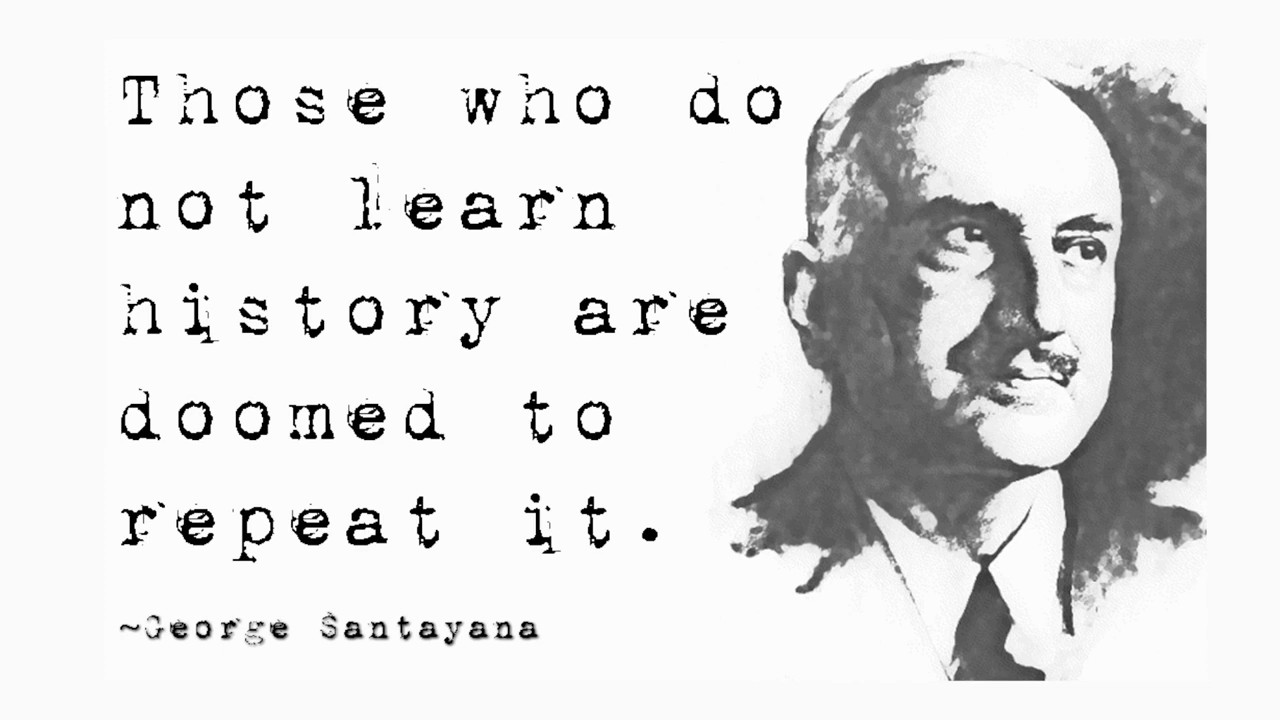 Those who do
not learn
history are
doomed to
repeat it.
~George Santayana